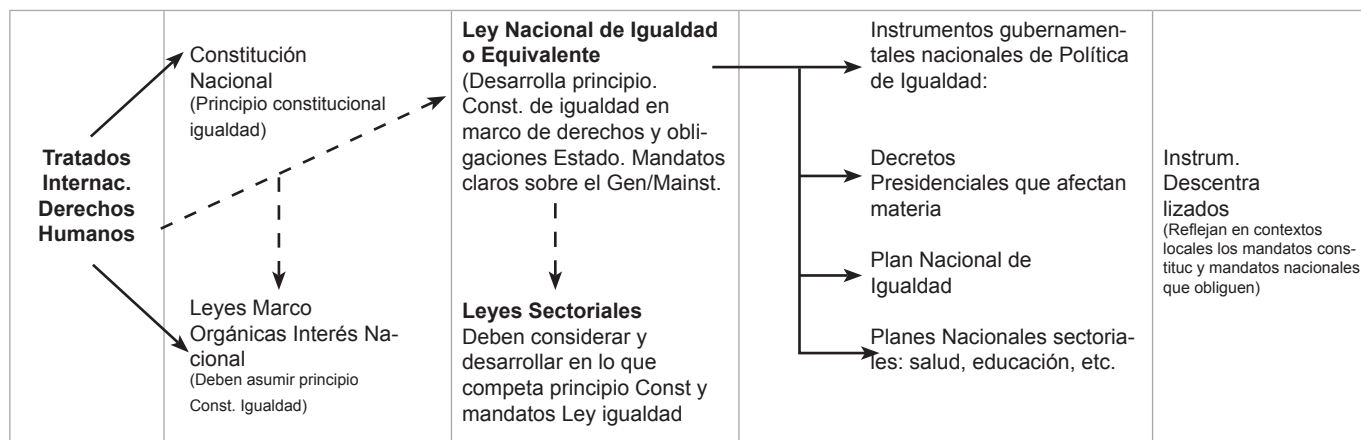 Tratados
Internac.
Derechos
Humanos
Constitución
Nacional
(Principio constitucional
igualdad)
Leyes Marco
Orgánicas Interés Na-
cional
(Deben asumir principio
Const. Igualdad)
Ley Nacional de Igualdad
o Equivalente
(Desarrolla principio.
Const. de igualdad en
marco de derechos y obli-
gaciones Estado. Mandatos
claros sobre el Gen/Mainst.
Leyes Sectoriales
Deben considerar y
desarrollar en lo que
competa principio Const y
mandatos Ley igualdad
Instrumentos gubernamen-
tales nacionales de Política
de Igualdad:
Decretos
Presidenciales que afectan
materia
Plan Nacional de
Igualdad
Planes Nacionales sectoria-
les: salud, educación, etc.
Instrum.
Descentra
lizados
(Reflejan en contextos
locales los mandatos cons-
tituc y mandatos nacionales
que obliguen)